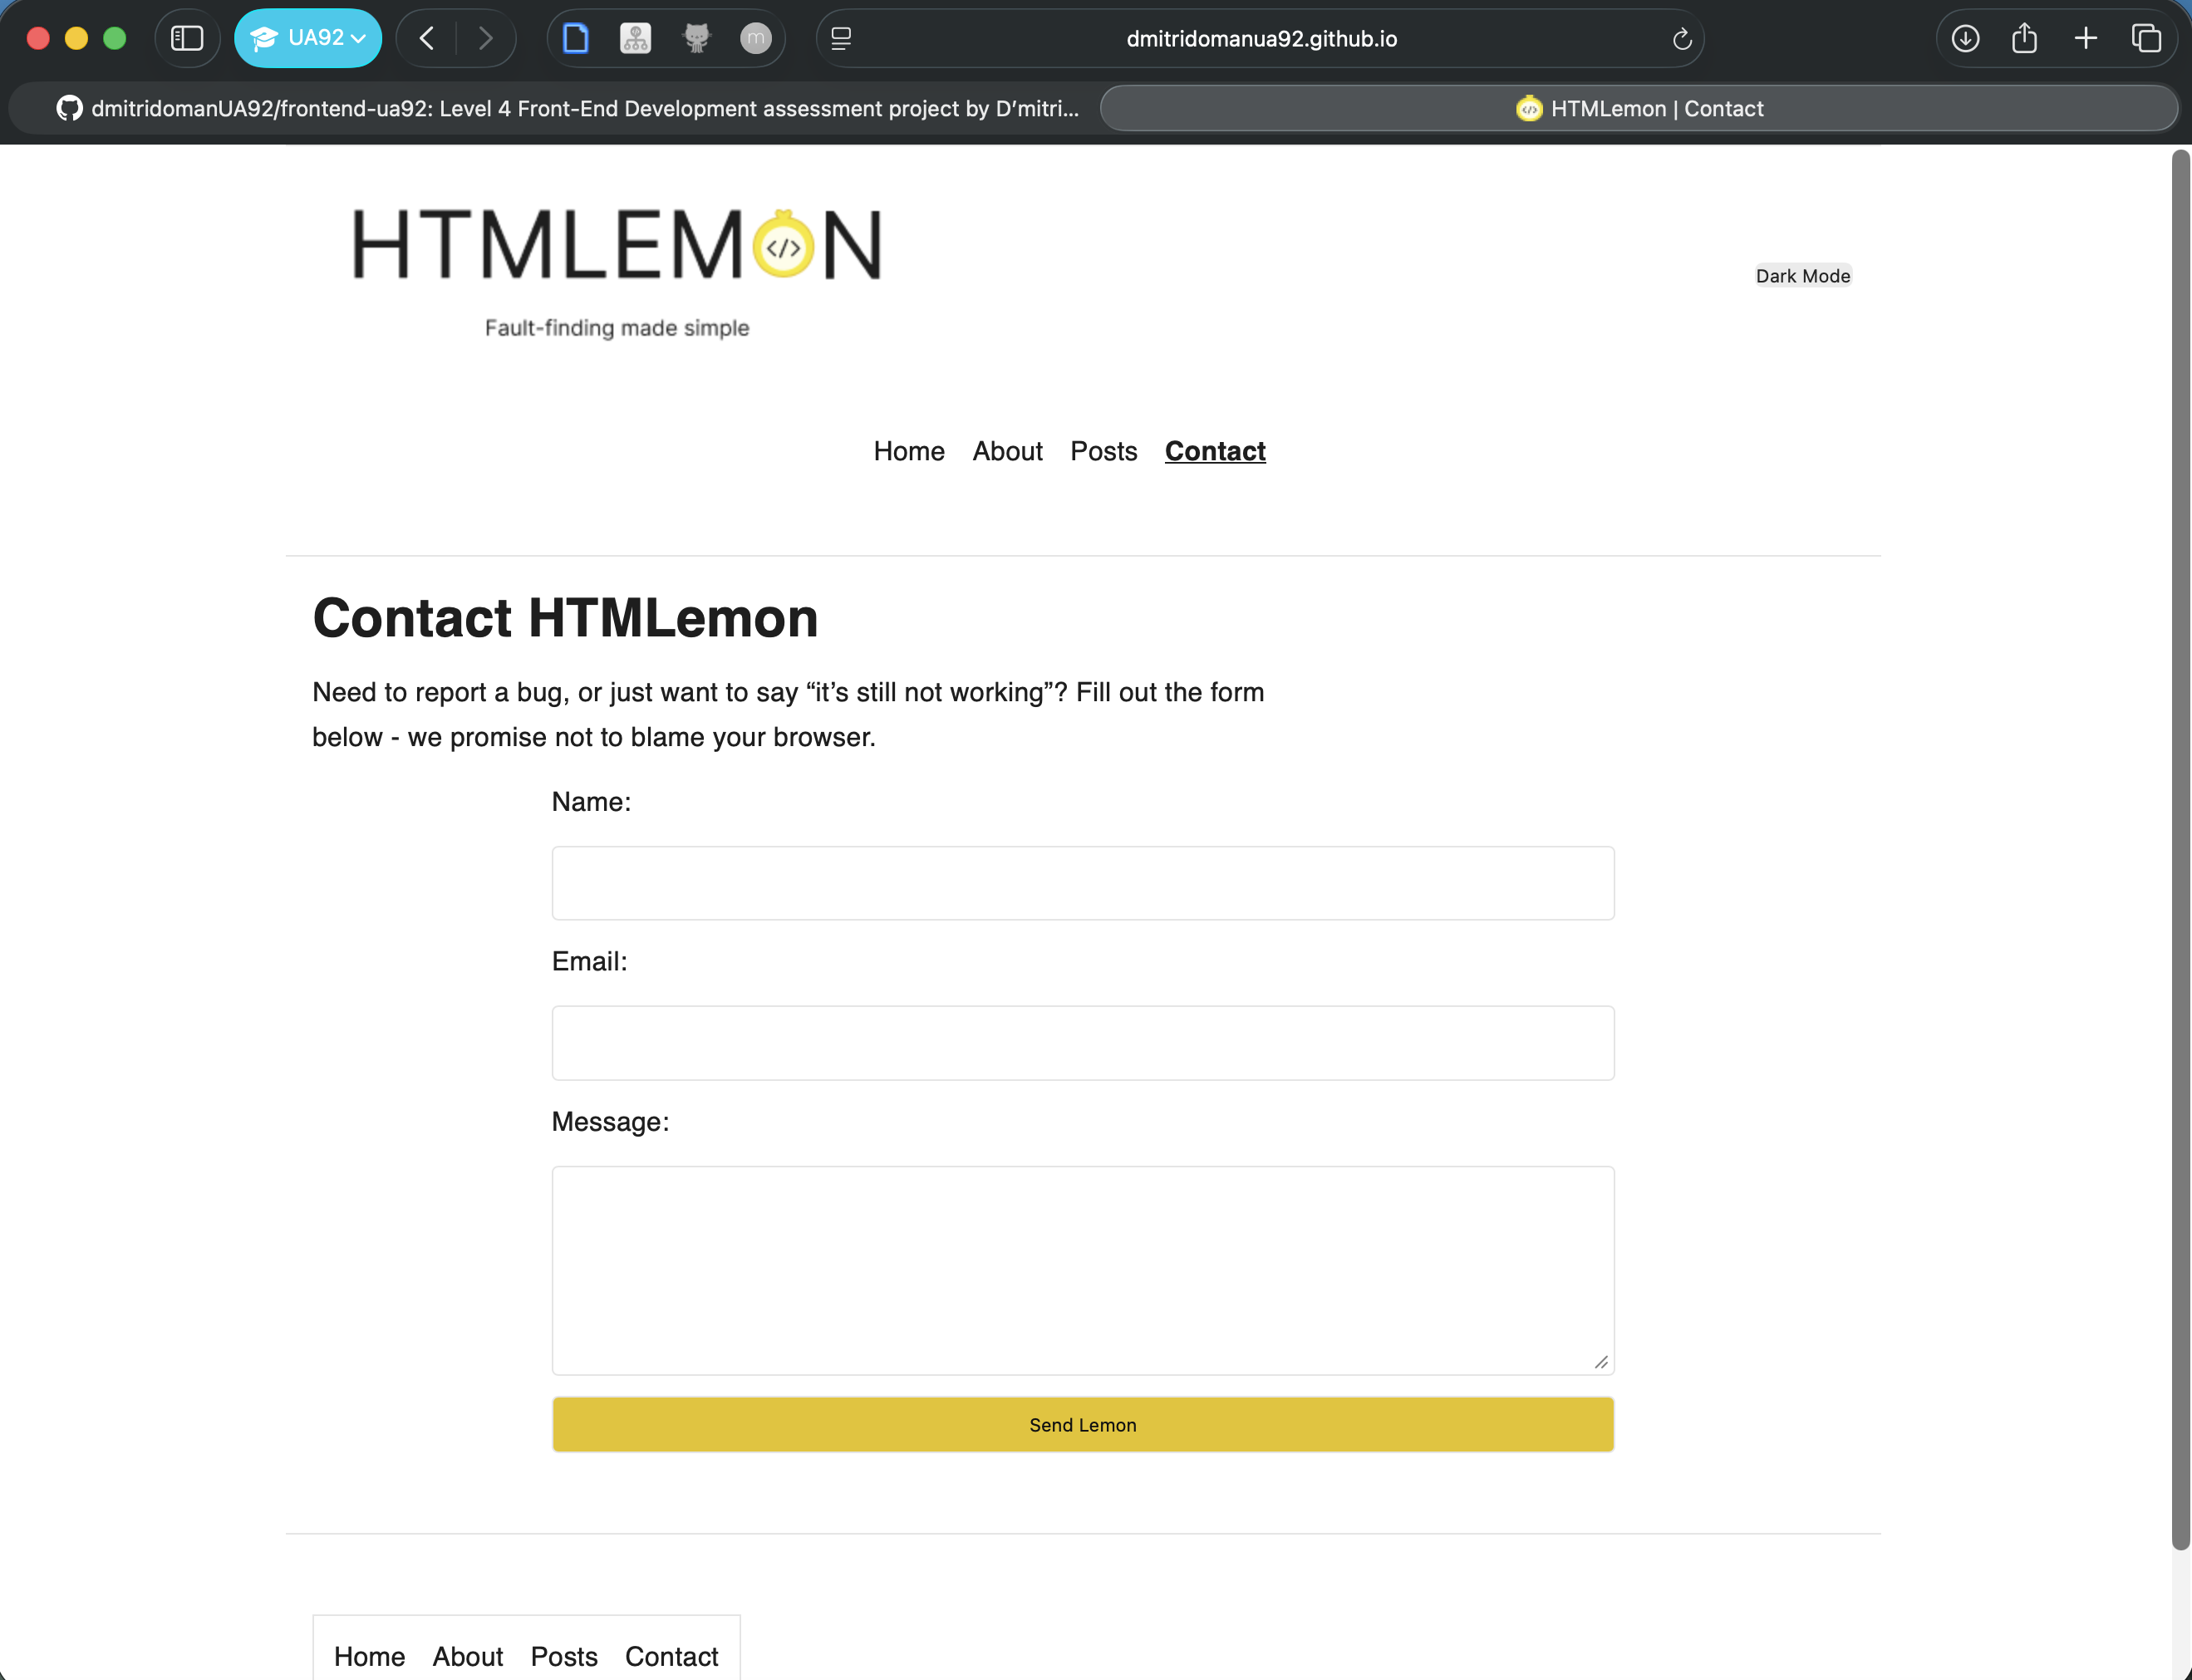 UA92
m
dmitridomanua92.github.io
dmitridomanUA92/frontend-ua92: Level 4 Front-End Development assessment project by D’mitri...
</> HTMLemon | Contact
HTMLEM</>N
Fault-finding made simple
Dark Mode
Home About Posts Contact
Contact HTMLemon
Need to report a bug, or just want to say “it’s still not working”? Fill out the form
below - we promise not to blame your browser.
Name:
Email:
Message:
Send Lemon
Home About Posts Contact